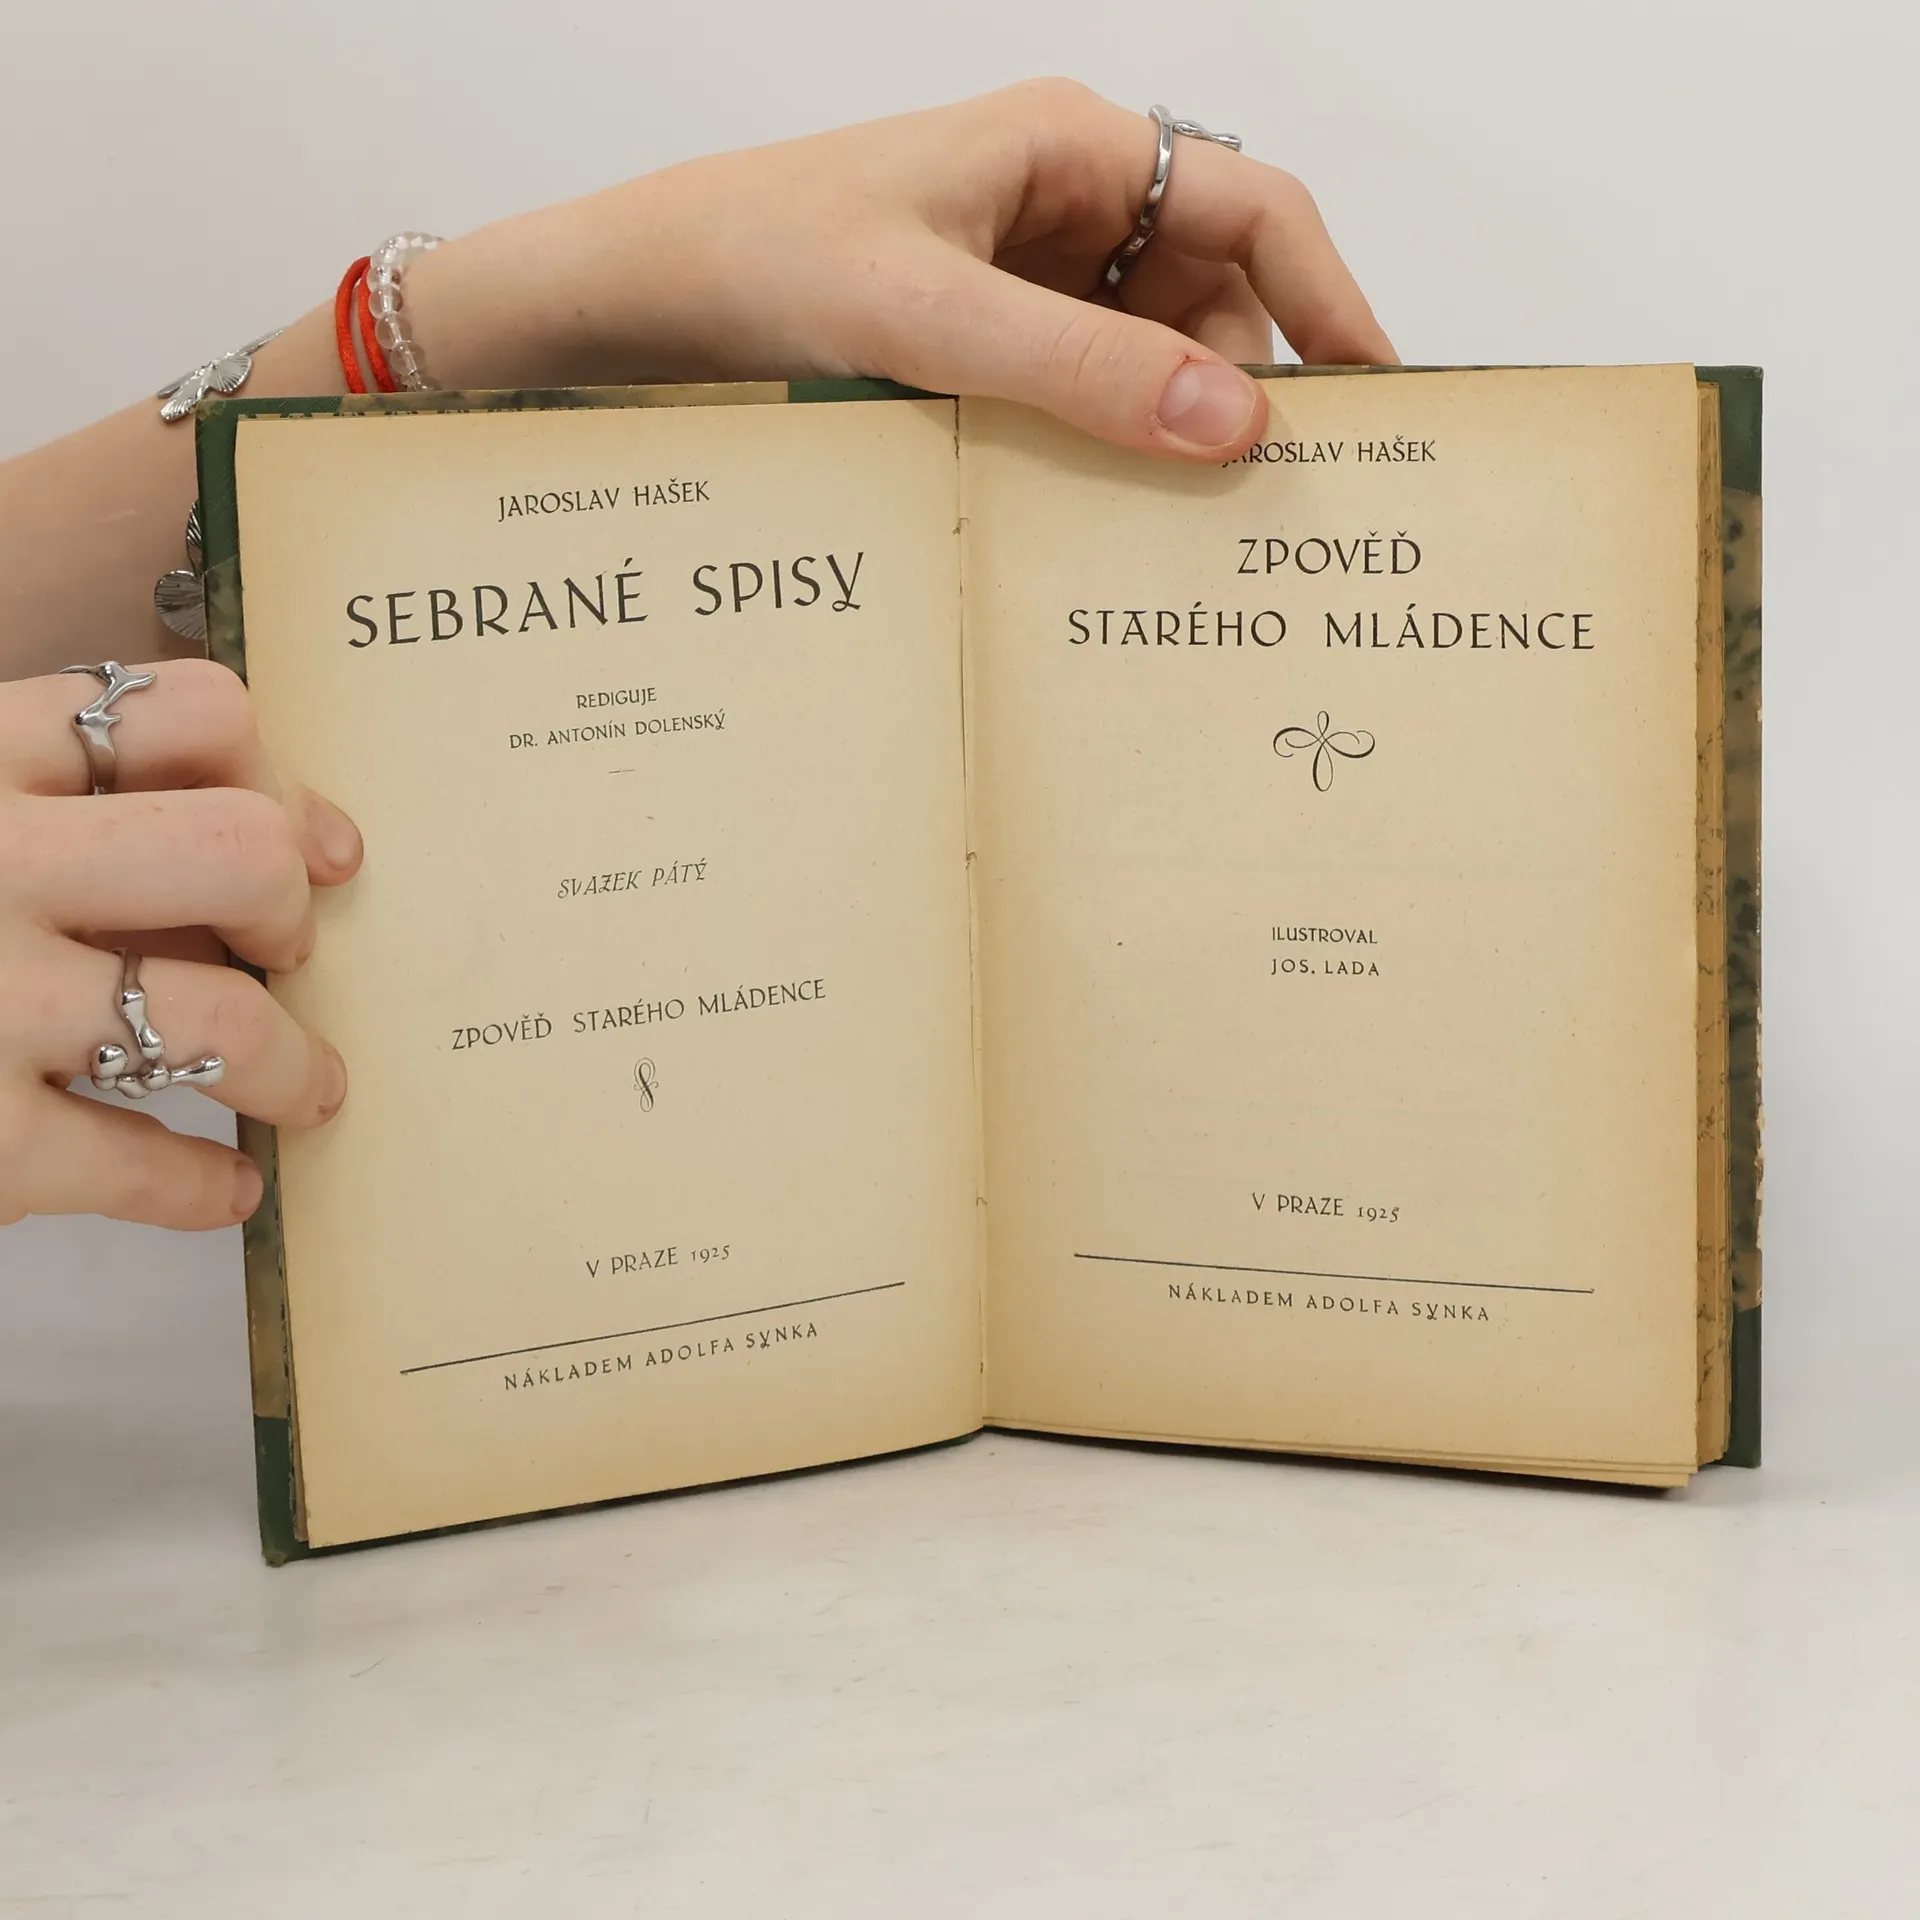 JAROSLAV HAŠEK
SEBRANÉ SPISY
REDIGUJE
DR. ANTONÍN DOLENSKÝ
SVAZEK PÁTÝ
ZPOVĚĎ STARÉHO MLÁDENCE
V PRAZE 1925
NÁKLADEM ADOLFA SYNKA
JAROSLAV HAŠEK
ZPOVĚĎ
STARÉHO MLÁDENCE
ILUSTROVAL
JOS. LADA
V PRAZE 1925
NÁKLADEM ADOLFA SYNKA